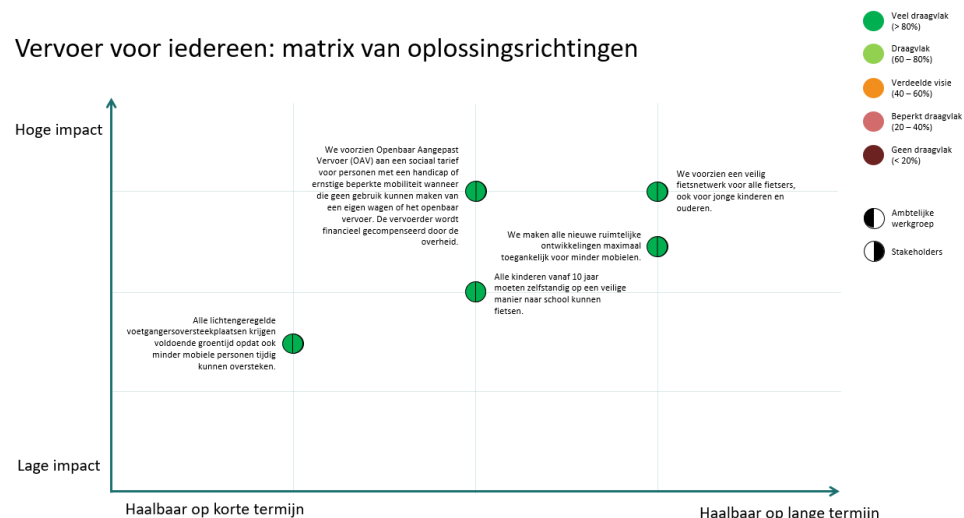 Vervoer voor iedereen: matrix van oplossingsrichtingen
Veel draagvlak
(> 80%)
Draagvlak
(60 – 80%)
Verdeelde visie
(40 – 60%)
Beperkt draagvlak
(20 – 40%)
Geen draagvlak
(< 20%)
Ambtelijke
werkgroep
Stakeholders
Hoge impact
We voorzien Openbaar Aangepast
Vervoer (OAV) aan een sociaal tarief
voor personen met een handicap of
ernstige beperkte mobiliteit wanneer
die geen gebruik kunnen maken van
een eigen wagen of het openbaar
vervoer. De vervoerder wordt
financieel gecompenseerd door de
overheid.
We voorzien een veilig
fietsnetwerk voor alle fietsers,
ook voor jonge kinderen en
ouderen.
We maken alle nieuwe ruimtelijke
ontwikkelingen maximaal
toegankelijk voor minder mobielen.
Alle kinderen vanaf 10 jaar
moeten zelfstandig op een veilige
manier naar school kunnen
fietsen.
Alle lichtengeregelde
voetgangersoversteekplaatsen krijgen
voldoende groentijd opdat ook
minder mobiele personen tijdig
kunnen oversteken.
Lage impact
Haalbaar op korte termijn
Haalbaar op lange termijn